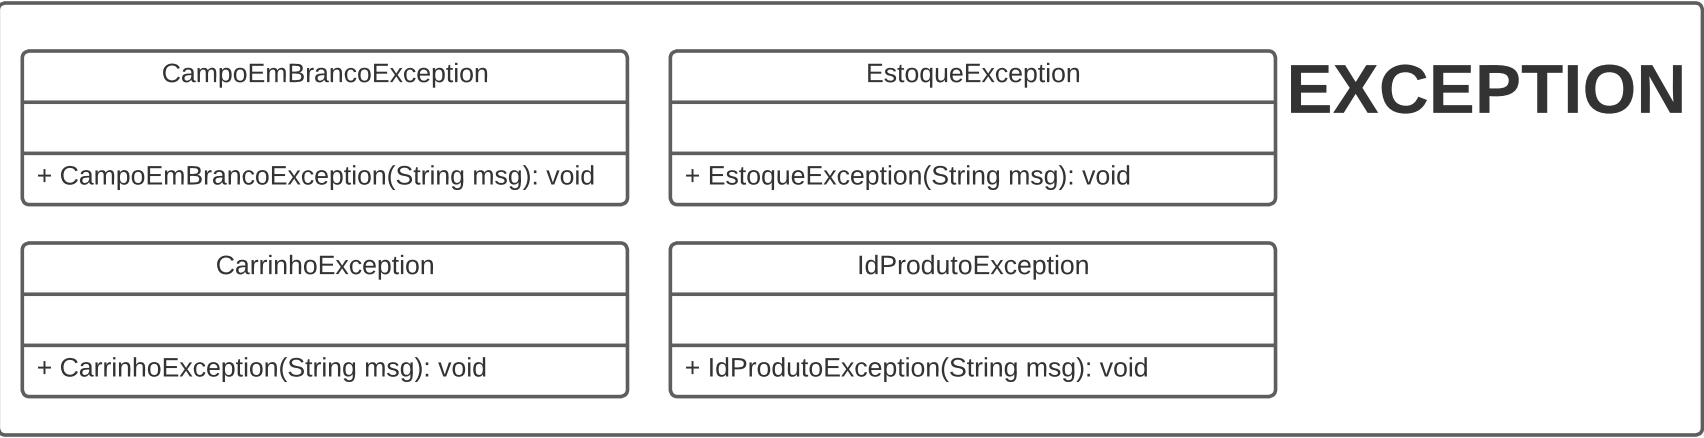 EXCEPTION
CampoEmBrancoException
+ CampoEmBrancoException(String msg): void
EstoqueException
+ EstoqueException(String msg): void
CarrinhoException
+ CarrinhoException(String msg): void
IdProdutoException
+ IdProdutoException(String msg): void